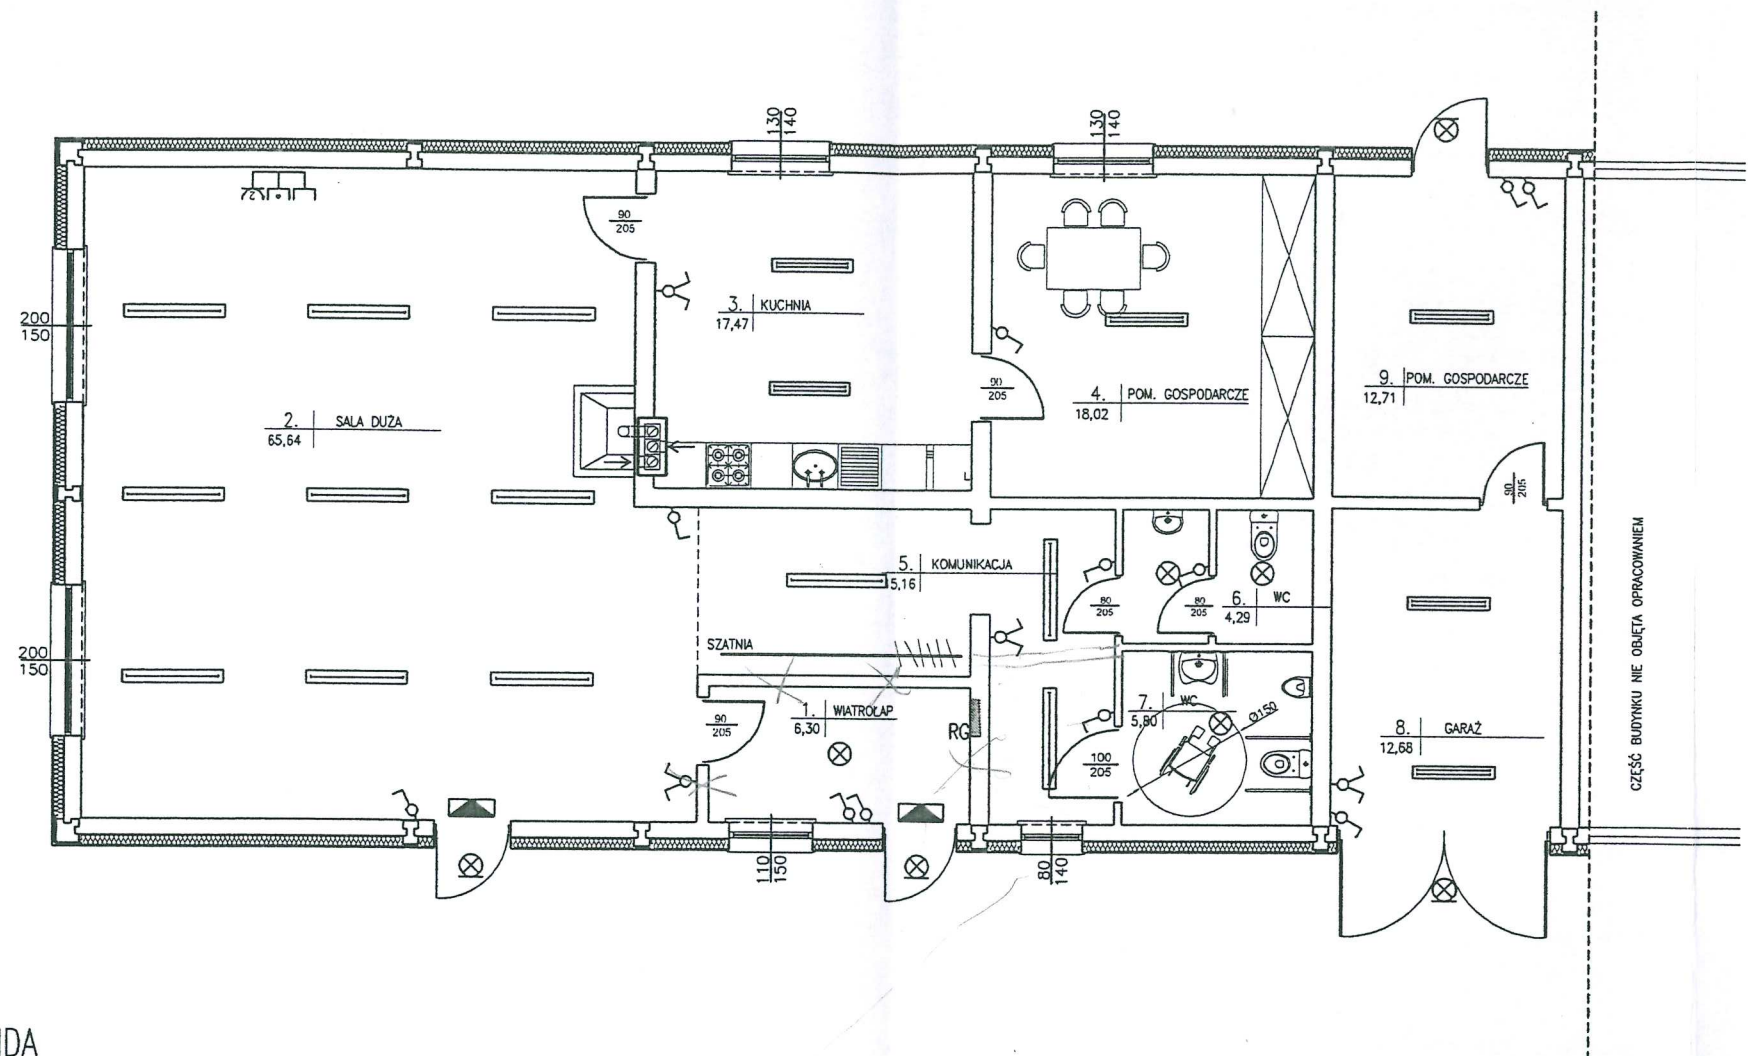 130
140
130
140
90
205
200
150
3. KUCHNIA
17,47
90
205
2. SALA DUŻA
65,64
4. POM. GOSPODARCZE
18,02
9. POM. GOSPODARCZE
12,71
90
205
5. KOMUNIKACJA
15,16
80
205
80
205
6. WC
4,29
200
150
SZATNIA
1. WIATROŁAP
6,30
90
205
RG
7. WC
5,80
Ø150
100
205
8. GARAŻ
12,68
CZĘŚĆ BUDYNKU NIE OBJĘTA OPRACOWANIEM
110
150
80
140
NDA